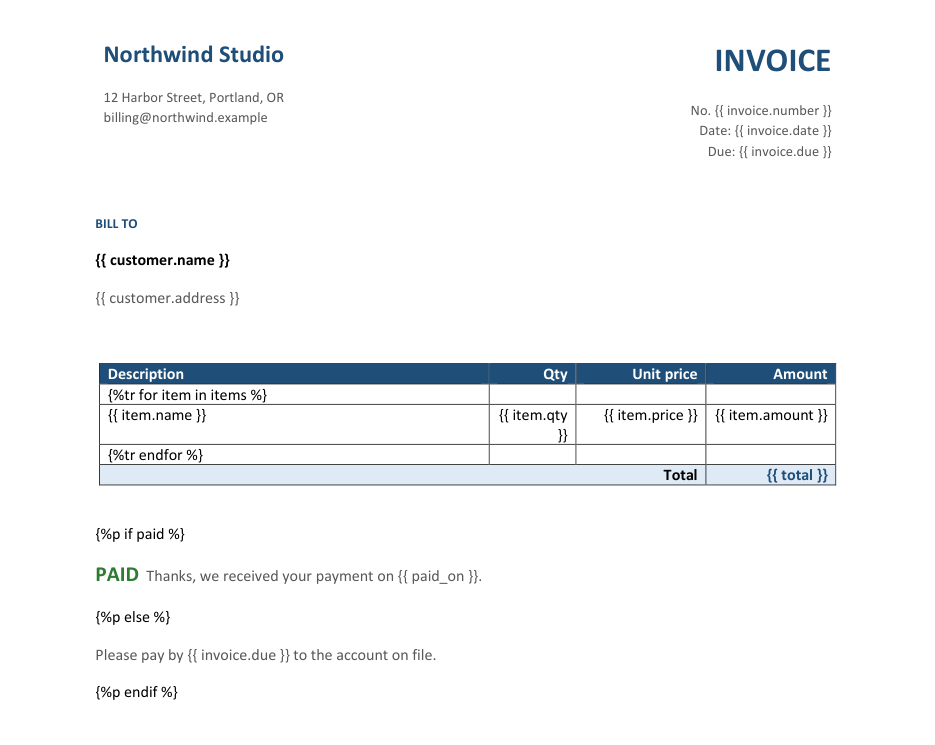 Northwind Studio
INVOICE
12 Harbor Street, Portland, OR
billing@northwind.example
No. {{ invoice.number }}
Date: {{ invoice.date }}
Due: {{ invoice.due }}
BILL TO
{{ customer.name }}
{{ customer.address }}
Description Qty Unit price Amount
{%tr for item in items %}
{{ item.name }} {{ item.qty }} {{ item.price }} {{ item.amount }}
{%tr endfor %}
Total {{ total }}
{%p if paid %}
PAID Thanks, we received your payment on {{ paid_on }}.
{%p else %}
Please pay by {{ invoice.due }} to the account on file.
{%p endif %}